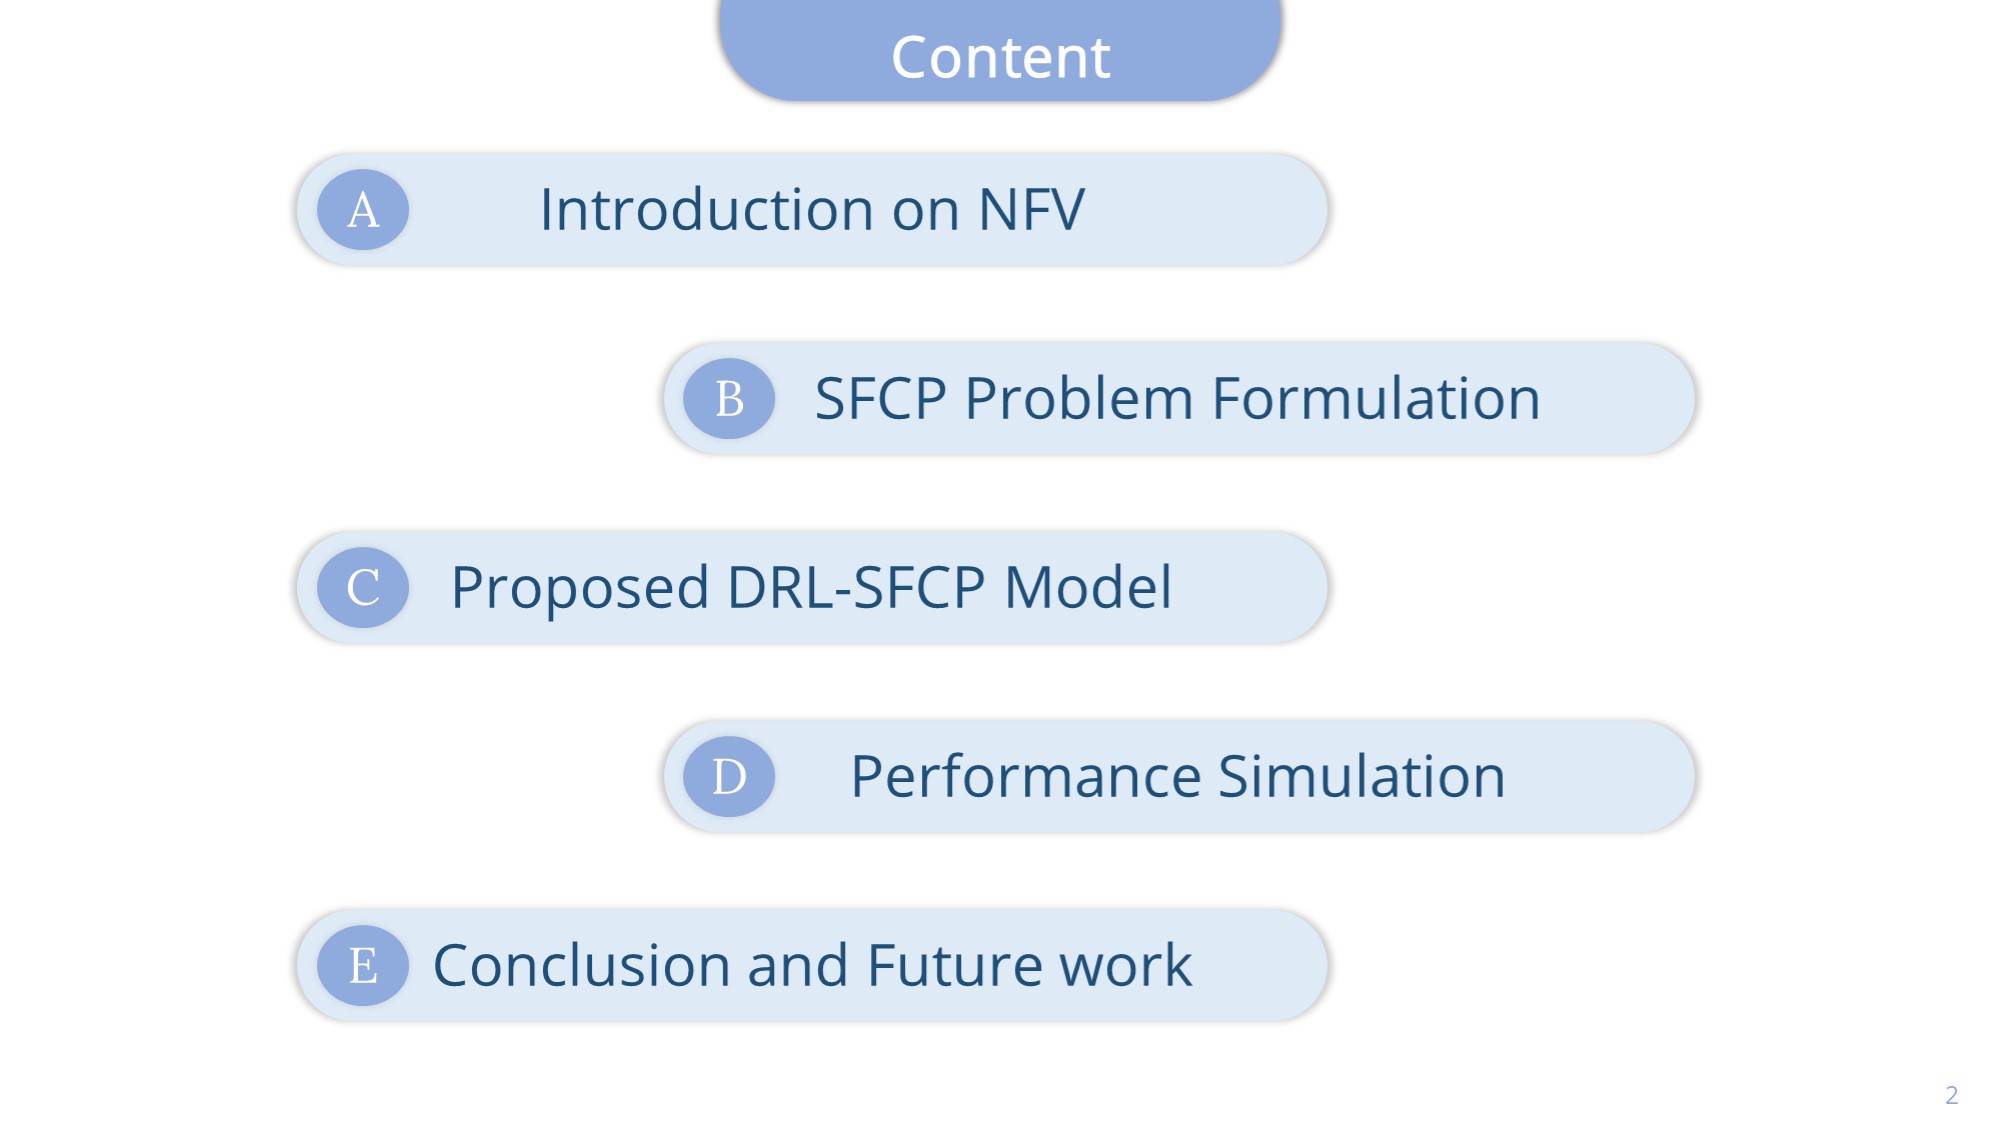 Content
A Introduction on NFV
B SFCP Problem Formulation
C Proposed DRL-SFCP Model
D Performance Simulation
E Conclusion and Future work
2